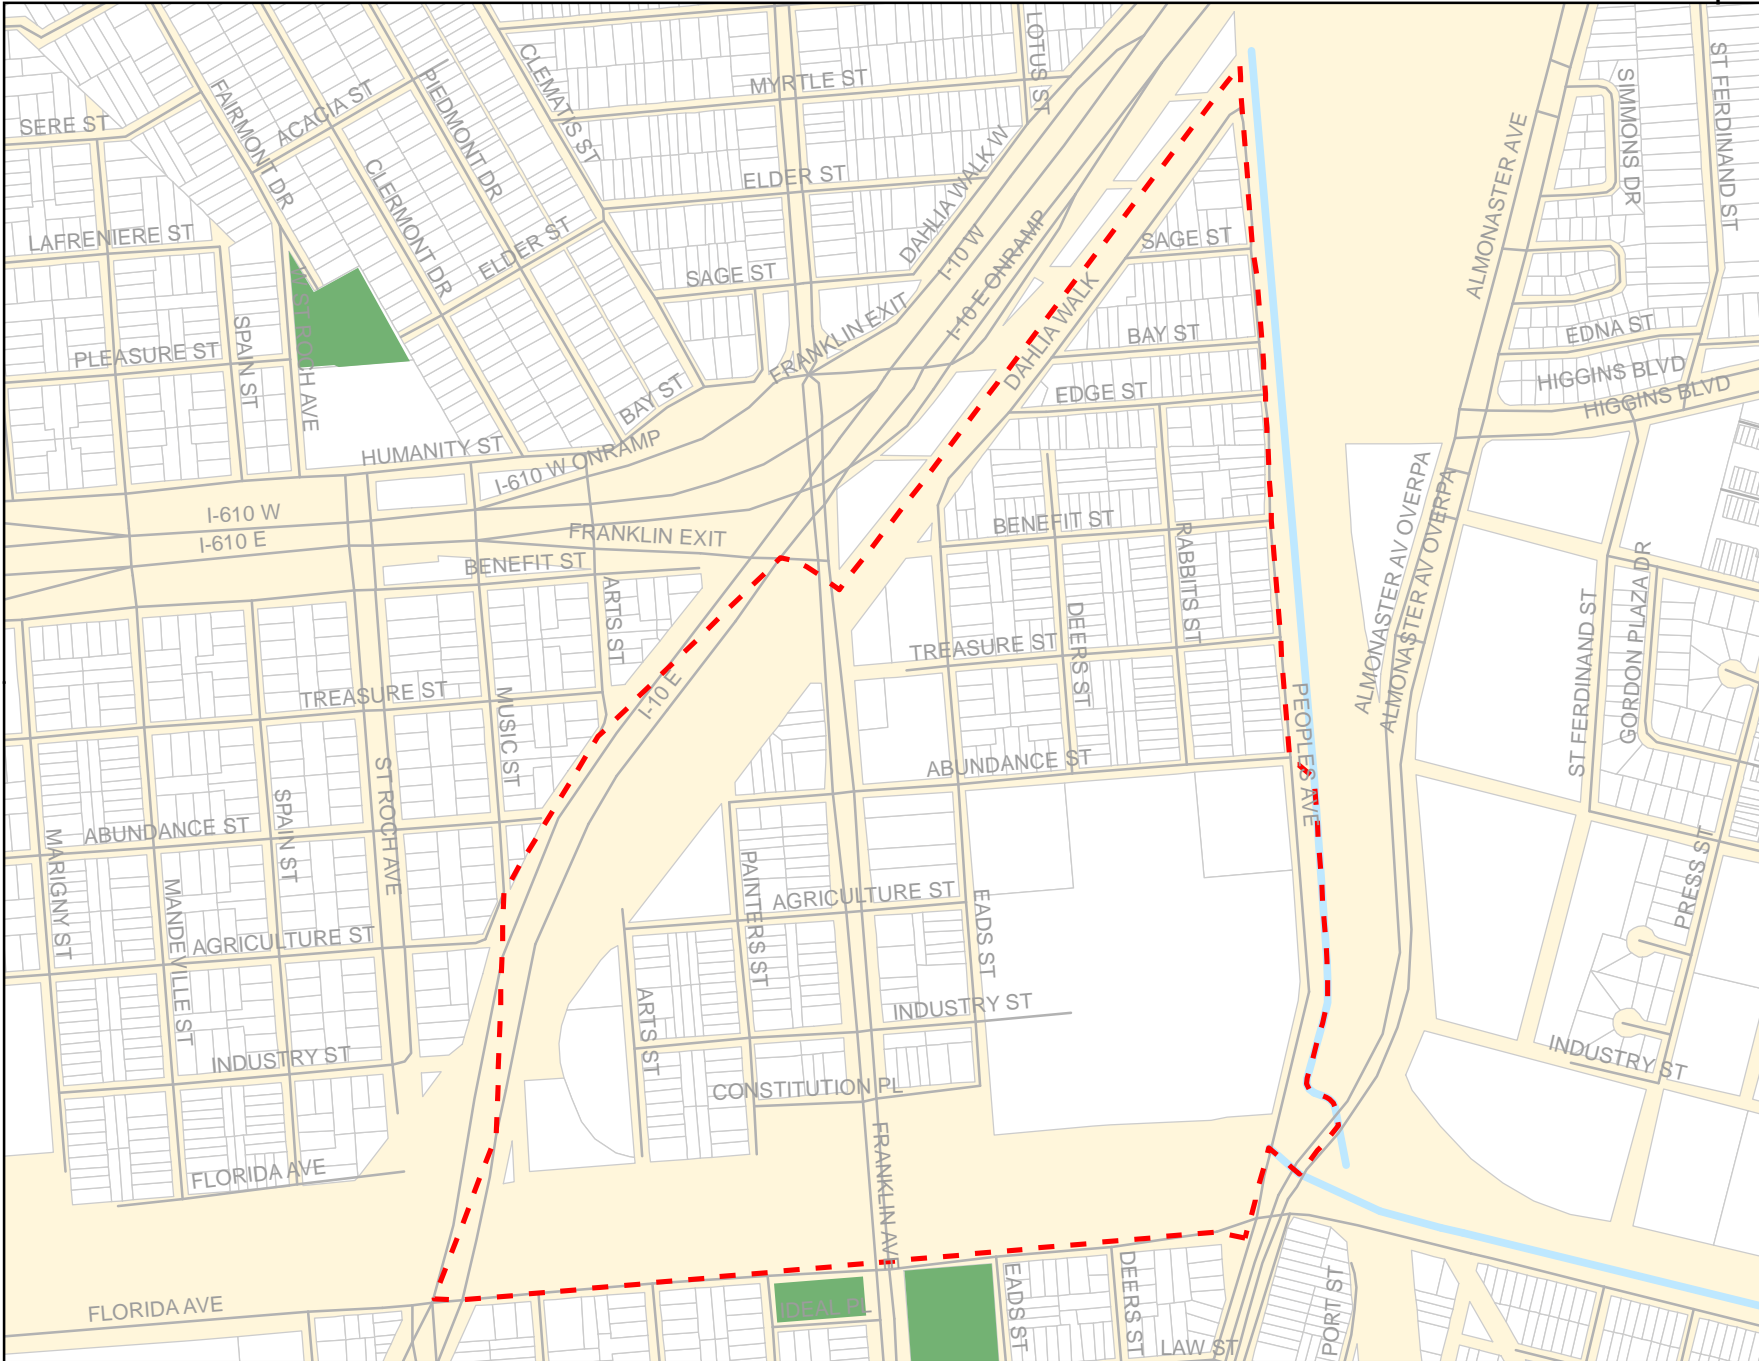 LOTUS ST
CLEMATIS ST
ST FERDINAND ST
MYRTLE ST
PIEDMONT DR
SIMMONS DR
FAIRMONT DR
ACACIA ST
SERE ST
ALMONASTER AVE
ELDER ST
DAHLIA WALK W
CLERMONT DR
LAFRENIERE ST
ELDER ST
SAGE ST
I-10 W
I-10-E ONRAMP
SAGE ST
DAHLIA WALK
FRANKLIN EXIT
BAY ST
EDNA ST
PLEASURE ST
SPAIN ST
HIGGINS BLVD
HIGGINS BLVD
EDGE ST
BAY ST
HUMANITY ST
I-610 W ONRAMP
ALMONASTER AV OVERPA
ALMONASTER AV OVERPA
I-610 W
I-610 E
FRANKLIN EXIT
BENEFIT ST
BENEFIT ST
RABBITS ST
ARTS ST
GORDON PLAZA DR
ST FERDINAND ST
TREASURE ST
DEERS ST
TREASURE ST
I-10 E
MUSIC ST
PEOPLES AVE
ABUNDANCE ST
ST ROCH AVE
SPAIN ST
ABUNDANCE ST
MARIGNY ST
MANDEVILLE ST
PAINTERS ST
AGRICULTURE ST
PRESS ST
EADS ST
AGRICULTURE ST
ARTS ST
INDUSTRY ST
INDUSTRY ST
INDUSTRY ST
CONSTITUTION PL
FRANKLIN AVE
FLORIDA AVE
FLORIDA AVE
IDEAL PL
EADS ST
DEERS ST
LAW ST
PORT ST